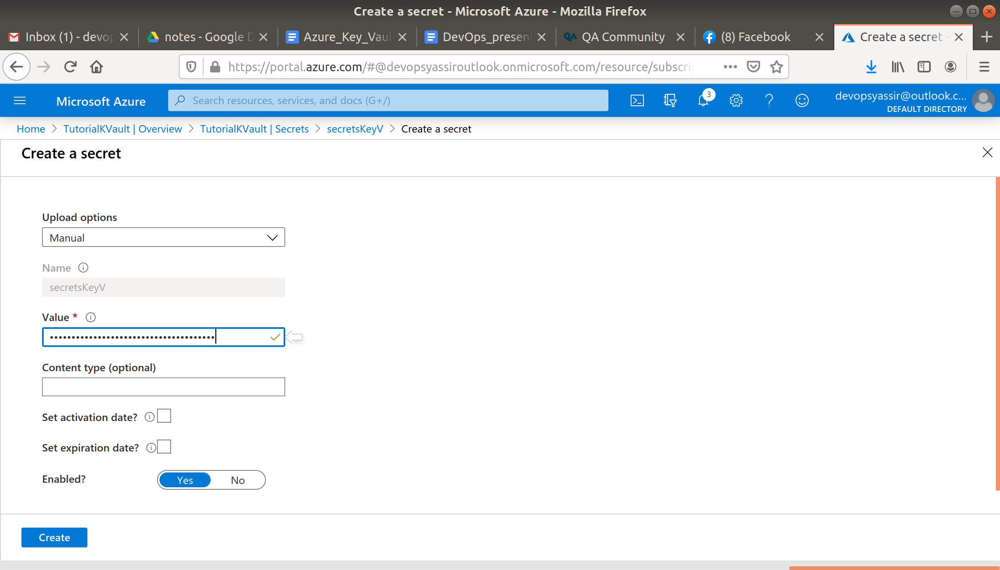 Create a secret - Microsoft Azure - Mozilla Firefox
Inbox (1) - devop
notes - Google D
Azure_Key_Vaul
DevOps_present
QA Community
(8) Facebook
Create a secret -
https://portal.azure.com/#@devopsyassiroutlook.onmicrosoft.com/resource/subscrip
Microsoft Azure
Search resources, services, and docs (G+/)
3
devopsyassir@outlook.c...
DEFAULT DIRECTORY
Home > TutorialKVault | Overview > TutorialKVault | Secrets > secretsKeyV > Create a secret
Create a secret
Upload options
Manual
Name
secretsKeyV
Value *
Content type (optional)
Set activation date?
Set expiration date?
Enabled?
Yes No
Create